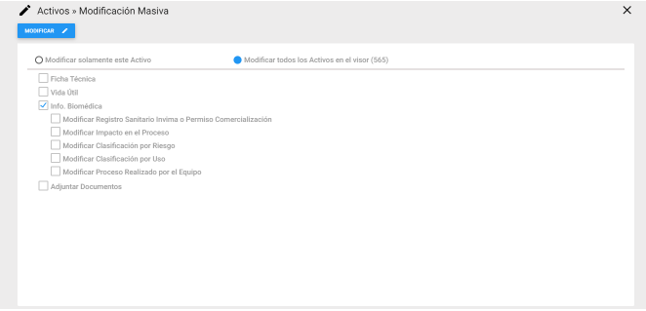 Activos » Modificación Masiva
MODIFICAR
Modificar solamente este Activo
Modificar todos los Activos en el visor (565)
Ficha Técnica
Vida Útil
Info. Biomédica
Modificar Registro Sanitario Invima o Permiso Comercialización
Modificar Impacto en el Proceso
Modificar Clasificación por Riesgo
Modificar Clasificación por Uso
Modificar Proceso Realizado por el Equipo
Adjuntar Documentos